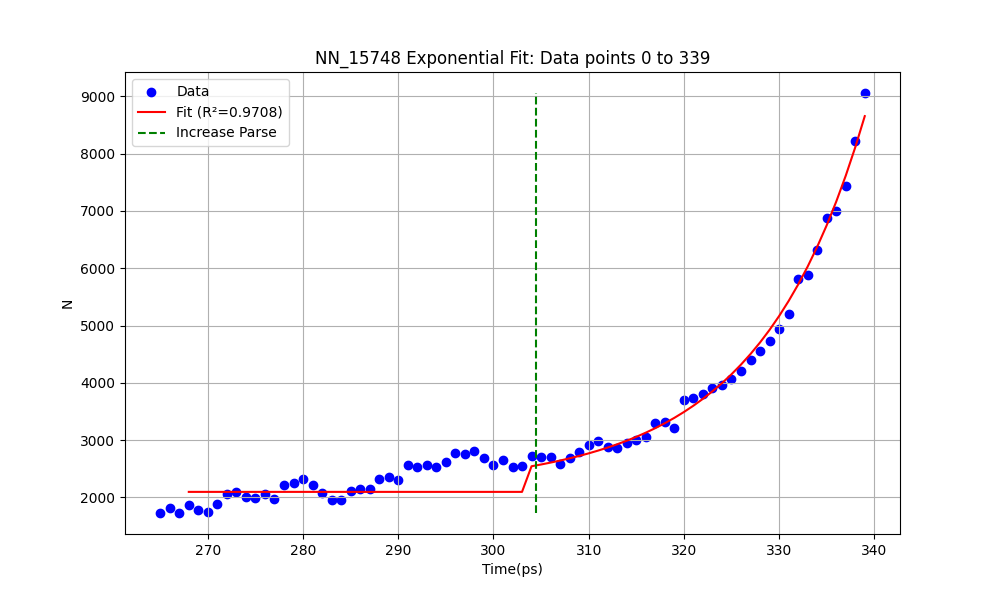 NN_15748 Exponential Fit: Data points 0 to 339
Data
Fit (R²=0.9708)
Increase Parse
9000
8000
7000
6000
5000
4000
3000
2000
N
270
280
290
300
310
320
330
340
Time(ps)